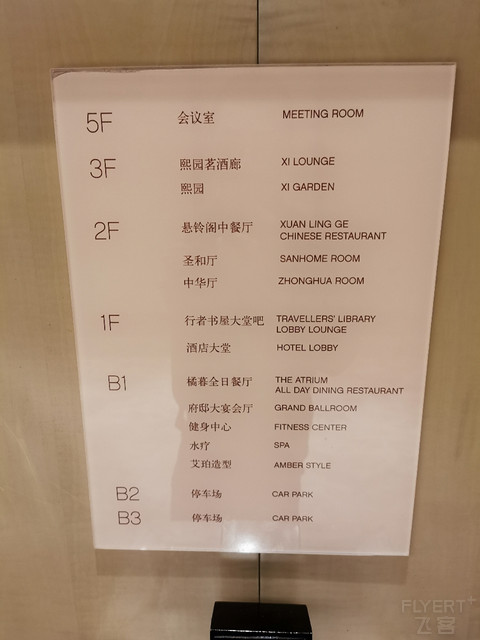 5F 会议室 MEETING ROOM
3F 熙园茗酒廊 XI LOUNGE
熙园 XI GARDEN
2F 悬铃阁中餐厅 XUAN LING GE
CHINESE RESTAURANT
圣和厅 SANHOME ROOM
中华厅 ZHONGHUA ROOM
1F 行者书屋大堂吧 TRAVELLERS' LIBRARY
LOBBY LOUNGE
酒店大堂 HOTEL LOBBY
B1 橘暮全日餐厅 THE ATRIUM
ALL DAY DINING RESTAURANT
府邸大宴会厅 GRAND BALLROOM
健身中心 FITNESS CENTER
水疗 SPA
艾珀造型 AMBER STYLE
B2 停车场 CAR PARK
B3 停车场 CAR PARK
FLYERT+
飞客